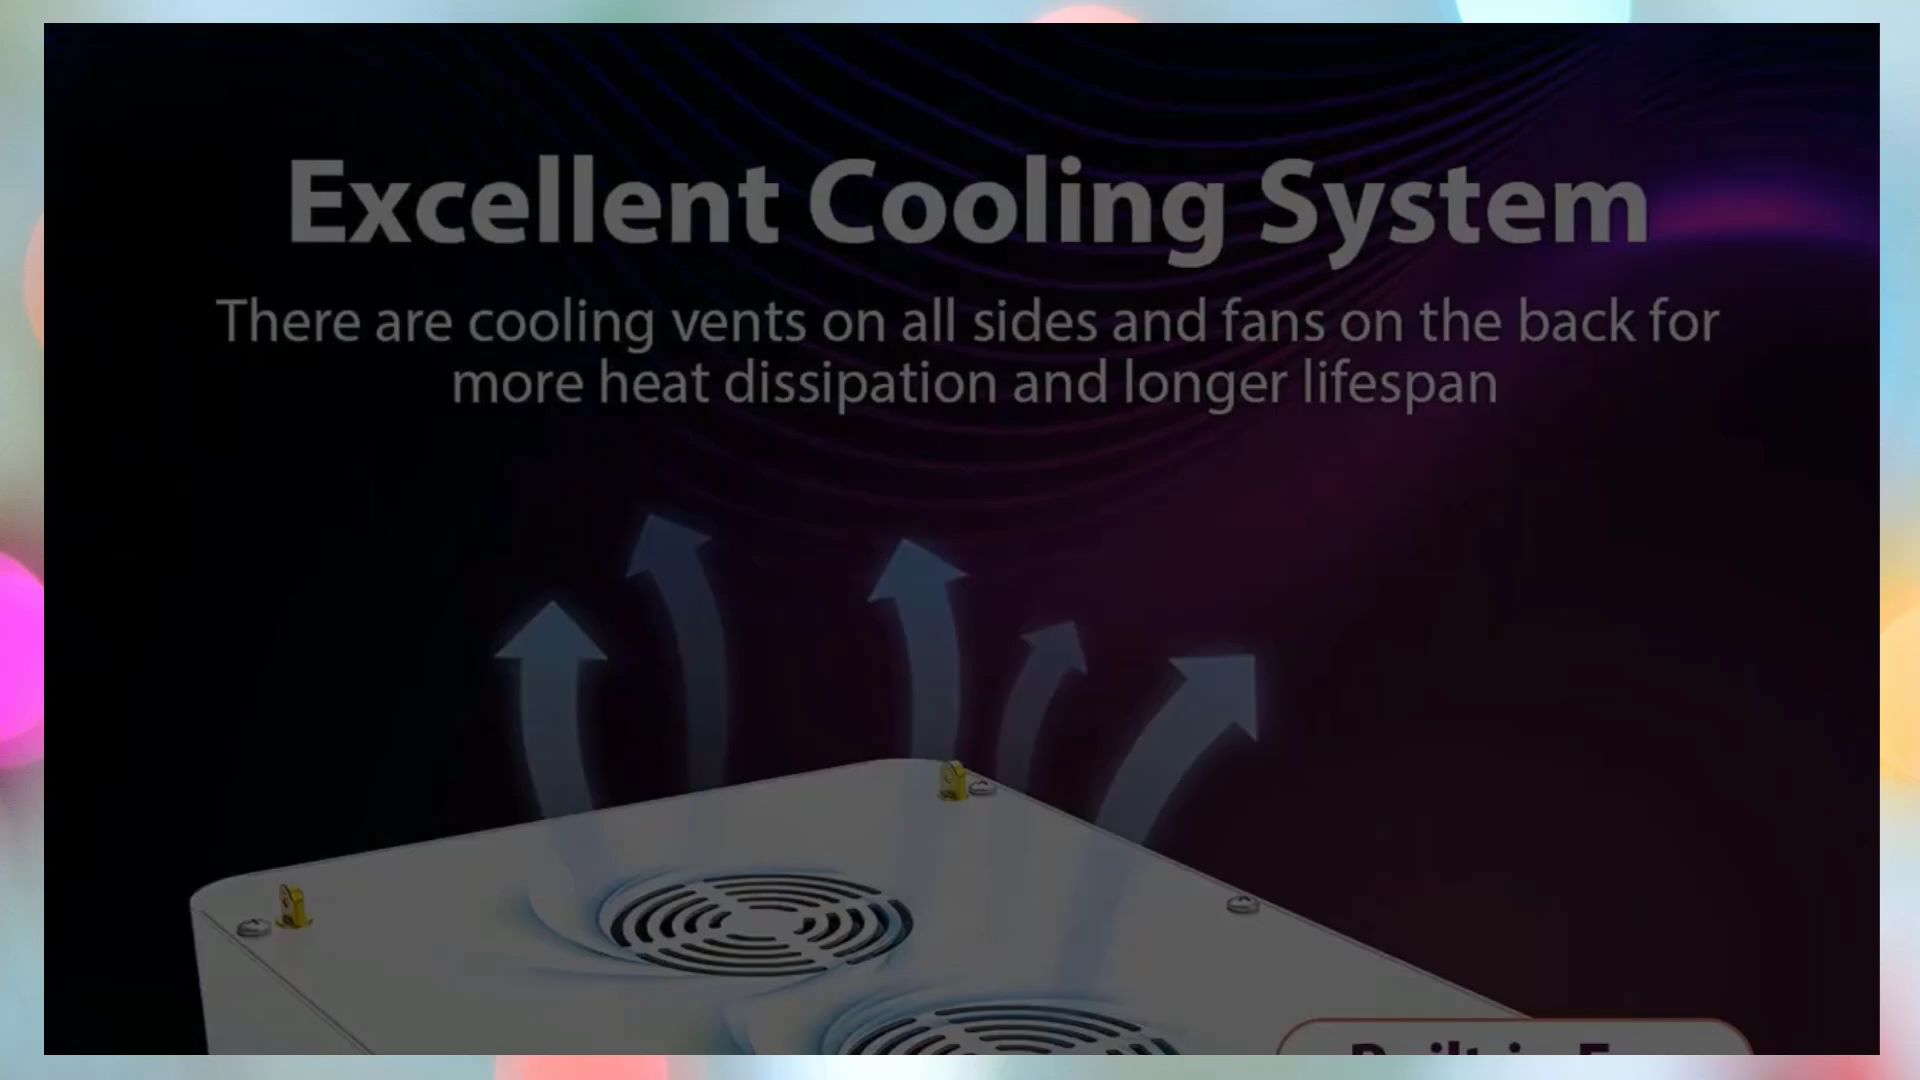 Excellent Cooling System
There are cooling vents on all sides and fans on the back for
more heat dissipation and longer lifespan